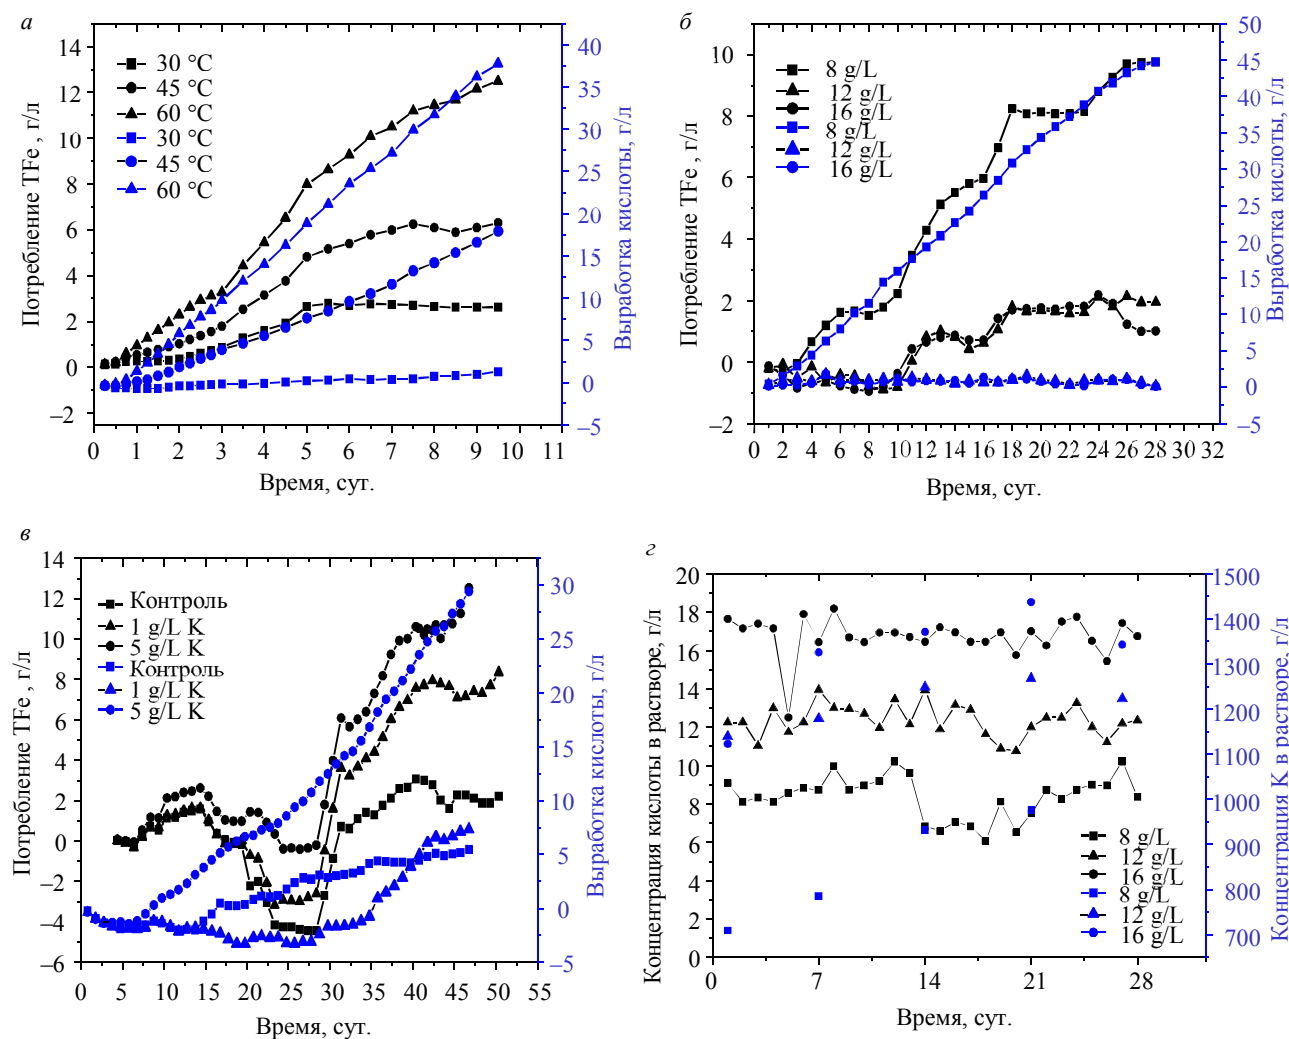 а
Потребление TFe , г/л
14
12
10
8
6
4
2
0
–2
30 °C
45 °C
60 °C
30 °C
45 °C
60 °C
40
35
30
25
20
15
10
5
0
–5
Выработка кислоты, г/л
0 1 2 3 4 5 6 7 8 9 10 11
Время, сут.
б
Потребление TFe , г/л
10
8
6
4
2
0
–2
8 g/L
12 g/L
16 g/L
8 g/L
12 g/L
16 g/L
50
45
40
35
30
25
20
15
10
5
0
–5
Выработка кислоты, г/л
0 2 4 6 8 10 12 14 16 18 20 22 24 26 28 30 32
Время, сут.
в
Потребление TFe , г/л
14
12
10
8
6
4
2
0
–2
–4
–6
Контроль
1 g/L K
5 g/L K
Контроль
1 g/L K
5 g/L K
30
25
20
15
10
5
0
–5
Выработка кислоты, г/л
0 5 10 15 20 25 30 35 40 45 50 55
Время, сут.
г
Концентрация кислоты в растворе, г/л
20
18
16
14
12
10
8
6
4
2
0
8 g/L
12 g/L
16 g/L
8 g/L
12 g/L
16 g/L
1500
1400
1300
1200
1100
1000
900
800
700
Концентрация K в растворе, г/л
0 7 14 21 28
Время, сут.